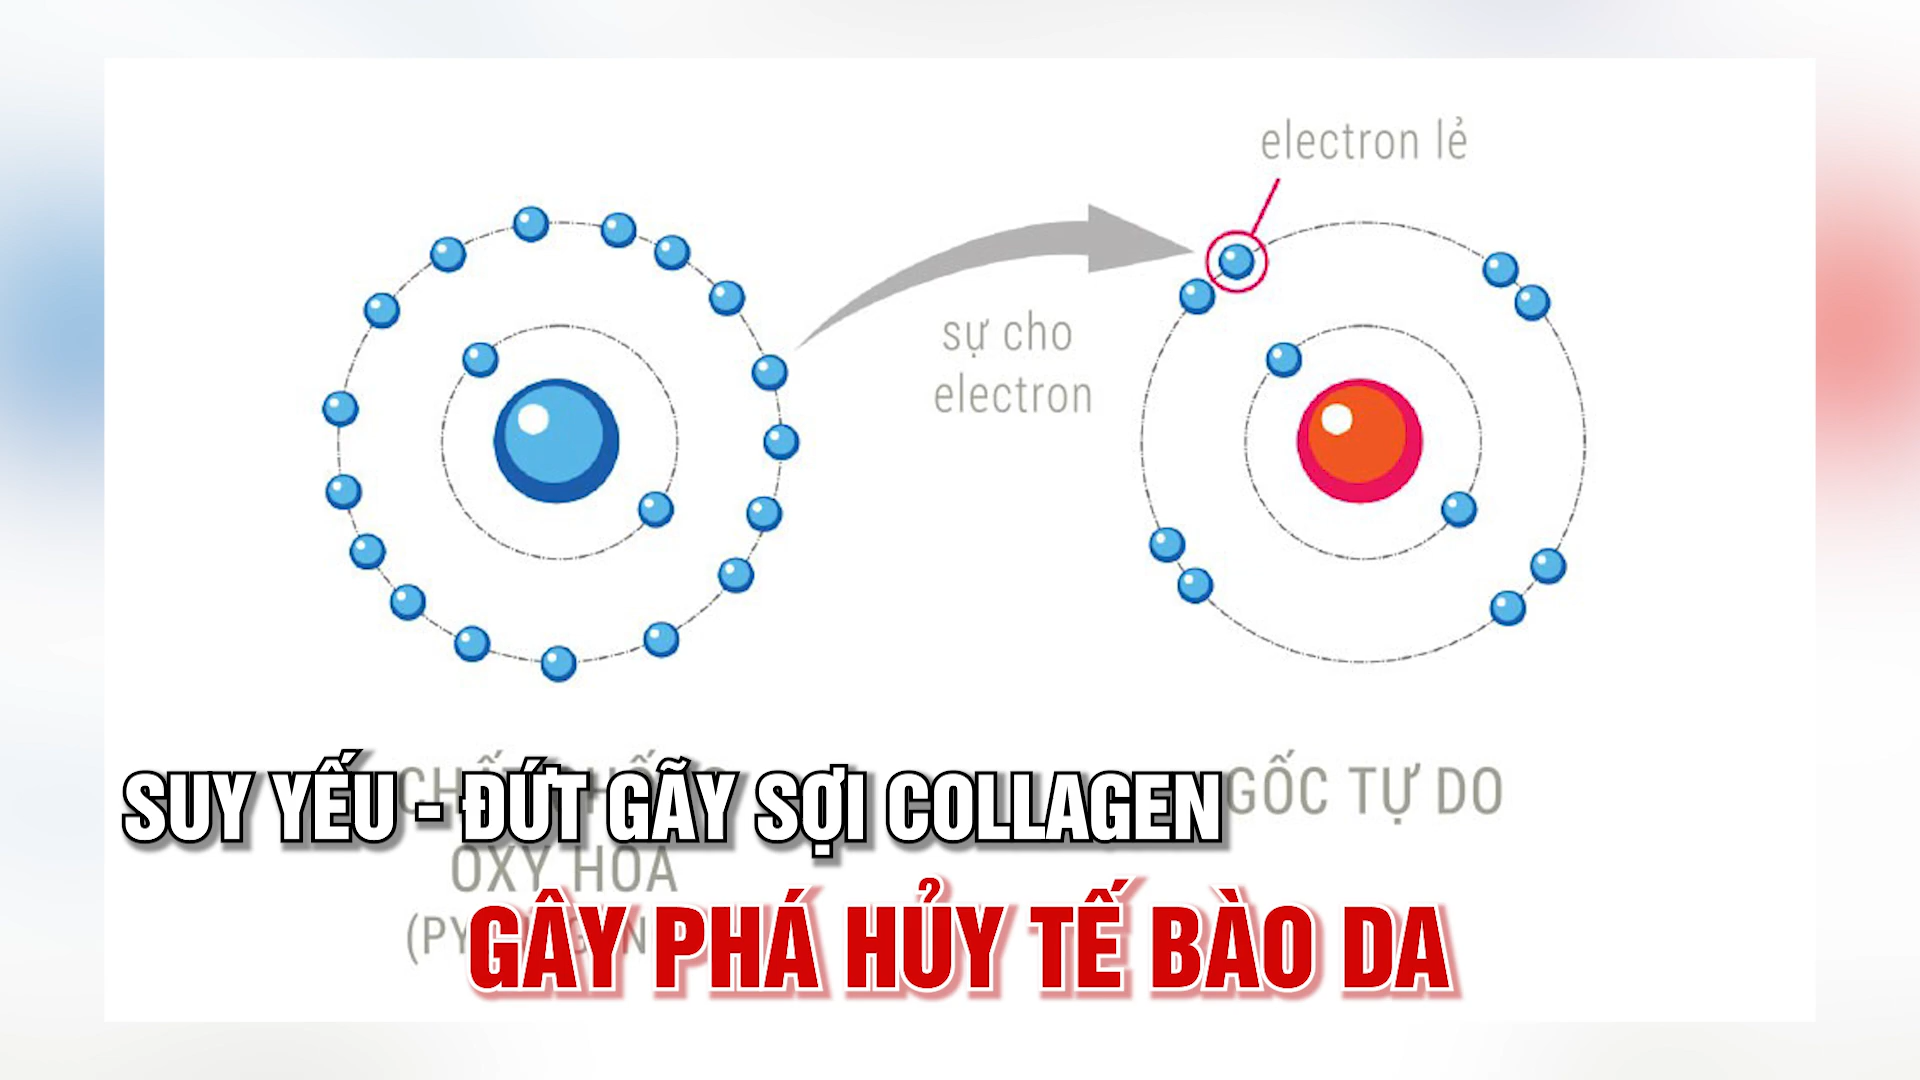 electron lẻ
sự cho
electron
SUY YẾU - ĐỨT GÃY SỢI COLLAGEN
GỐC TỰ DO
OXY HÓA
GÂY PHÁ HỦY TẾ BÀO DA